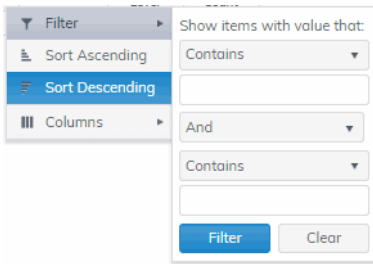 Filter
Sort Ascending
Sort Descending
Columns
Show items with value that:
Contains
And
Contains
Filter
Clear